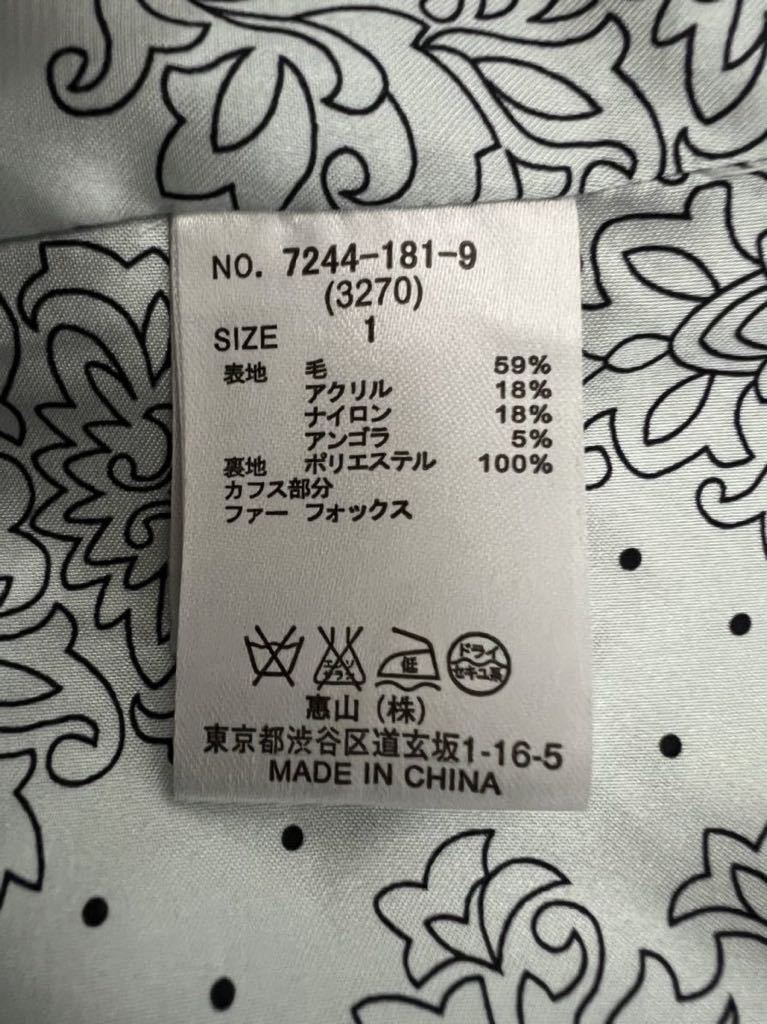 NO. 7244-181-9
(3270)
SIZE 1
表地 毛 59%
アクリル 18%
ナイロン 18%
アンゴラ 5%
裏地 ポリエステル 100%
カフス部分
ファー フォックス
エンソ サラシ 低 ドライ セキユ系
惠山（株）
東京都渋谷区道玄坂1-16-5
MADE IN CHINA